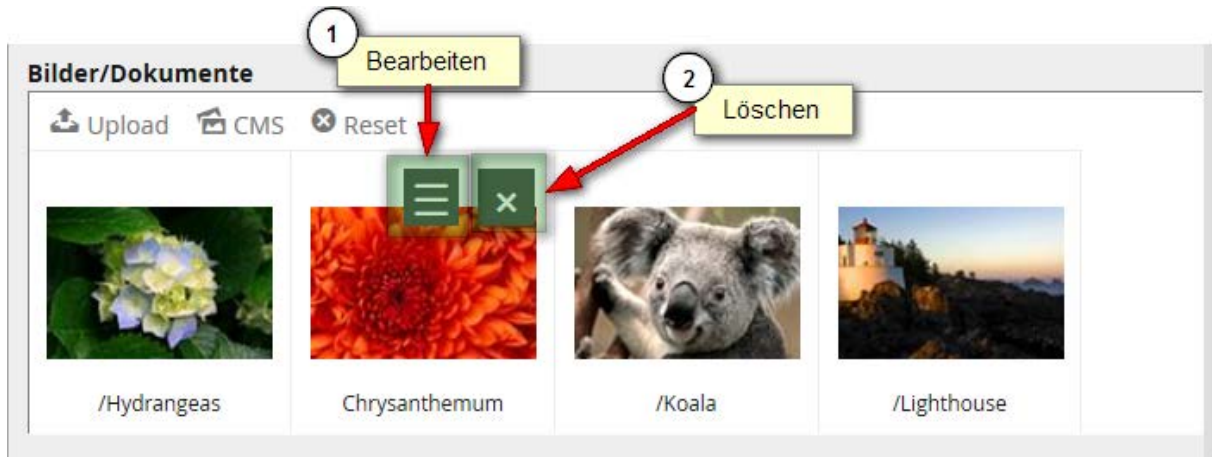 1
Bearbeiten
2
Löschen
Bilder/Dokumente
Upload CMS Reset
/Hydrangeas Chrysanthemum /Koala /Lighthouse